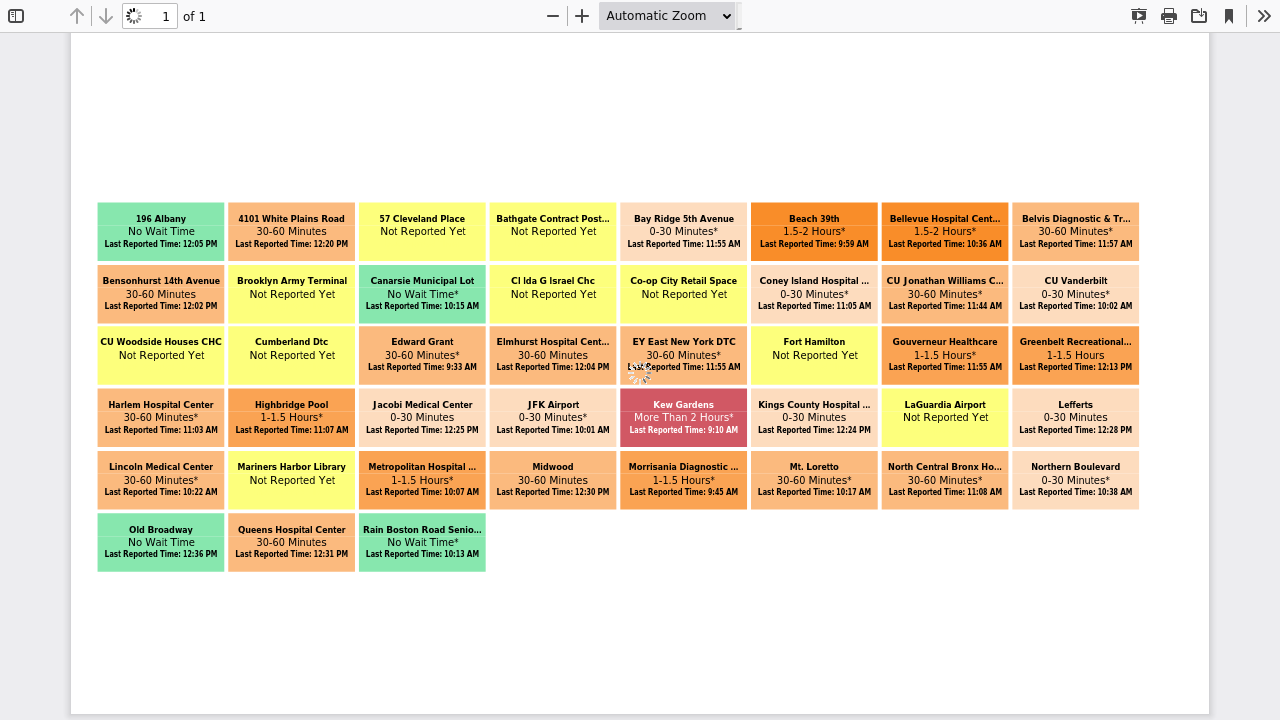 1 of 1 Automatic Zoom
196 Albany
No Wait Time
Last Reported Time: 12:05 PM
4101 White Plains Road
30-60 Minutes
Last Reported Time: 12:20 PM
57 Cleveland Place
Not Reported Yet
Bathgate Contract Post...
Not Reported Yet
Bay Ridge 5th Avenue
0-30 Minutes*
Last Reported Time: 11:55 AM
Beach 39th
1.5-2 Hours*
Last Reported Time: 9:59 AM
Bellevue Hospital Cent...
1.5-2 Hours*
Last Reported Time: 10:36 AM
Belvis Diagnostic & Tr...
30-60 Minutes*
Last Reported Time: 11:57 AM
Bensonhurst 14th Avenue
30-60 Minutes
Last Reported Time: 12:02 PM
Brooklyn Army Terminal
Not Reported Yet
Canarsie Municipal Lot
No Wait Time*
Last Reported Time: 10:15 AM
Cl Ida G Israel Chc
Not Reported Yet
Co-op City Retail Space
Not Reported Yet
Coney Island Hospital ...
0-30 Minutes*
Last Reported Time: 11:05 AM
CU Jonathan Williams C...
30-60 Minutes*
Last Reported Time: 11:44 AM
CU Vanderbilt
0-30 Minutes*
Last Reported Time: 10:02 AM
CU Woodside Houses CHC
Not Reported Yet
Cumberland Dtc
Not Reported Yet
Edward Grant
30-60 Minutes*
Last Reported Time: 9:33 AM
Elmhurst Hospital Cent...
30-60 Minutes
Last Reported Time: 12:04 PM
EY East New York DTC
30-60 Minutes*
Last Reported Time: 11:55 AM
Fort Hamilton
Not Reported Yet
Gouverneur Healthcare
1-1.5 Hours*
Last Reported Time: 11:55 AM
Greenbelt Recreational...
1-1.5 Hours
Last Reported Time: 12:13 PM
Harlem Hospital Center
30-60 Minutes*
Last Reported Time: 11:03 AM
Highbridge Pool
1-1.5 Hours*
Last Reported Time: 11:07 AM
Jacobi Medical Center
0-30 Minutes
Last Reported Time: 12:25 PM
JFK Airport
0-30 Minutes*
Last Reported Time: 10:01 AM
Kew Gardens
More Than 2 Hours*
Last Reported Time: 9:10 AM
Kings County Hospital ...
0-30 Minutes
Last Reported Time: 12:24 PM
LaGuardia Airport
Not Reported Yet
Lefferts
0-30 Minutes
Last Reported Time: 12:28 PM
Lincoln Medical Center
30-60 Minutes*
Last Reported Time: 10:22 AM
Mariners Harbor Library
Not Reported Yet
Metropolitan Hospital ...
1-1.5 Hours*
Last Reported Time: 10:07 AM
Midwood
30-60 Minutes
Last Reported Time: 12:30 PM
Morrisania Diagnostic ...
1-1.5 Hours*
Last Reported Time: 9:45 AM
Mt. Loretto
30-60 Minutes*
Last Reported Time: 10:17 AM
North Central Bronx Ho...
30-60 Minutes*
Last Reported Time: 11:08 AM
Northern Boulevard
0-30 Minutes*
Last Reported Time: 10:38 AM
Old Broadway
No Wait Time
Last Reported Time: 12:36 PM
Queens Hospital Center
30-60 Minutes
Last Reported Time: 12:31 PM
Rain Boston Road Senio...
No Wait Time*
Last Reported Time: 10:13 AM